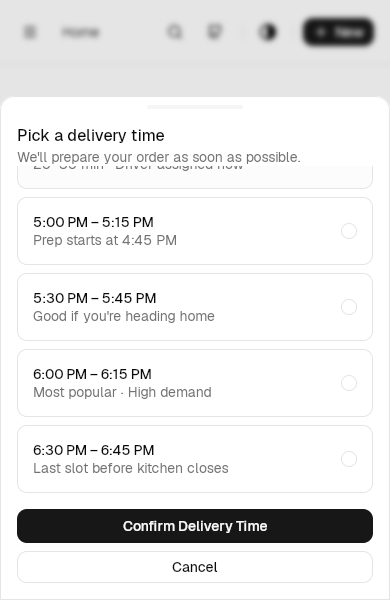 Home
New
Pick a delivery time
We'll prepare your order as soon as possible.
5:00 PM – 5:15 PM
Prep starts at 4:45 PM
5:30 PM – 5:45 PM
Good if you're heading home
6:00 PM – 6:15 PM
Most popular · High demand
6:30 PM – 6:45 PM
Last slot before kitchen closes
Confirm Delivery Time
Cancel